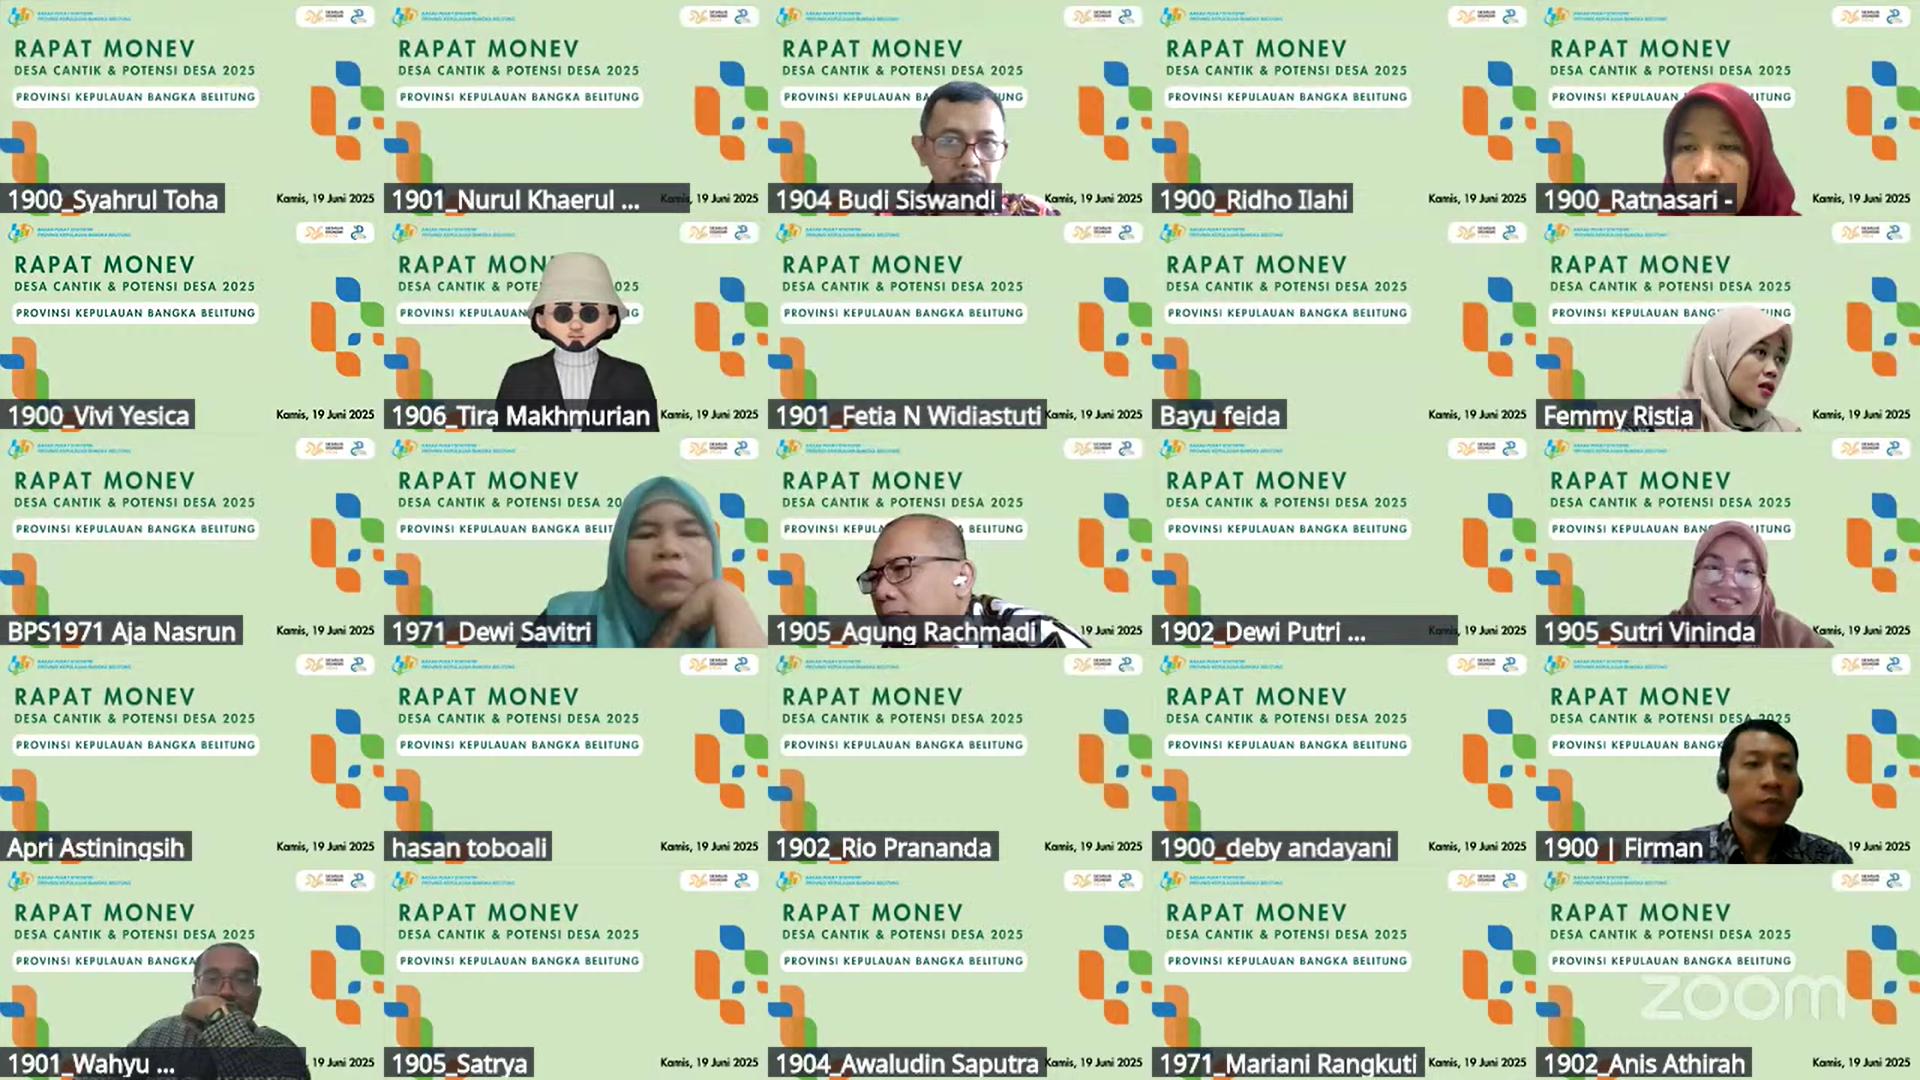 RAPAT MONEV
DESA CANTIK & POTENSI DESA 2025
PROVINSI KEPULAUAN BANGKA BELITUNG
Kamis, 19 Juni 2025
1900_Syahrul Toha
RAPAT MONEV
DESA CANTIK & POTENSI DESA 2025
PROVINSI KEPULAUAN BANGKA BELITUNG
Kamis, 19 Juni 2025
1901_Nurul Khaerul ...
RAPAT MONEV
DESA CANTIK & POTENSI DESA 2025
PROVINSI KEPULAUAN BA NG
Kamis, 19 Juni 2025
1904 Budi Siswandi
RAPAT MONEV
DESA CANTIK & POTENSI DESA 2025
PROVINSI KEPULAUAN BANGKA BELITUNG
Kamis, 19 Juni 2025
1900_Ridho Ilahi
RAPAT MONEV
DESA CANTIK & POTENSI DESA 2025
PROVINSI KEPULAUAN ITUNG
Kamis, 19 Juni 2025
1900_Ratnasari -
RAPAT MONEV
DESA CANTIK & POTENSI DESA 2025
PROVINSI KEPULAUAN BANGKA BELITUNG
Kamis, 19 Juni 2025
1900_Vivi Yesica
RAPAT MON
DESA CANTIK & POTE DESA 2025
PROVINSI KEPULAUAN NG
Kamis, 19 Juni 2025
1906_Tira Makhmurian
RAPAT MONEV
DESA CANTIK & POTENSI DESA 2025
PROVINSI KEPULAUAN BANGKA BELITUNG
Kamis, 19 Juni 2025
1901_Fetia N Widiastuti
RAPAT MONEV
DESA CANTIK & POTENSI DESA 2025
PROVINSI KEPULAUAN BANGKA BELITUNG
Kamis, 19 Juni 2025
Bayu feida
RAPAT MONEV
DESA CANTIK & POTENSI DESA 2025
PROVINSI KEPULAUAN BANG UNG
Kamis, 19 Juni 2025
Femmy Ristia
RAPAT MONEV
DESA CANTIK & POTENSI DESA 2025
PROVINSI KEPULAUAN BANGKA BELITUNG
Kamis, 19 Juni 2025
BPS1971 Aja Nasrun
RAPAT MONEV
DESA CANTIK & POTENSI DESA 20
PROVINSI KEPULAUAN BANGKA BELIT
1971_Dewi Savitri
RAPAT MONEV
DESA CANTIK & POTENSI DESA 2025
PROVINSI KEPUL A BELITUNG
19 Juni 2025
1905_Agung Rachmadi
RAPAT MONEV
DESA CANTIK & POTENSI DESA 2025
PROVINSI KEPULAUAN BANGKA BELITUNG
Kamis, 19 Juni 2025
1902_Dewi Putri ...
RAPAT MONEV
DESA CANTIK & POTENSI DESA 2025
PROVINSI KEPULAUAN BANG ITUNG
Kamis, 19 Juni 2025
1905_Sutri Vininda
RAPAT MONEV
DESA CANTIK & POTENSI DESA 2025
PROVINSI KEPULAUAN BANGKA BELITUNG
Kamis, 19 Juni 2025
Apri Astiningsih
RAPAT MONEV
DESA CANTIK & POTENSI DESA 2025
PROVINSI KEPULAUAN BANGKA BELITUNG
Kamis, 19 Juni 2025
hasan toboali
RAPAT MONEV
DESA CANTIK & POTENSI DESA 2025
PROVINSI KEPULAUAN BANGKA BELITUNG
Kamis, 19 Juni 2025
1902_Rio Prananda
RAPAT MONEV
DESA CANTIK & POTENSI DESA 2025
PROVINSI KEPULAUAN BANGKA BELITUNG
Kamis, 19 Juni 2025
1900_deby andayani
RAPAT MONEV
DESA CANTIK & POTENSI DESA 2025
PROVINSI KEPULAUAN BANGK
19 Juni 2025
1900 | Firman
RAPAT MONEV
DESA CANTIK & POTENSI DESA 2025
PROVINSI KEPULAUAN BANGKA
19 Juni 2025
1901_Wahyu ...
RAPAT MONEV
DESA CANTIK & POTENSI DESA 2025
PROVINSI KEPULAUAN BANGKA BELITUNG
Kamis, 19 Juni 2025
1905_Satrya
RAPAT MONEV
DESA CANTIK & POTENSI DESA 2025
PROVINSI KEPULAUAN BANGKA BELITUNG
Kamis, 19 Juni 2025
1904_Awaludin Saputra
RAPAT MONEV
DESA CANTIK & POTENSI DESA 2025
PROVINSI KEPULAUAN BANGKA BELITUNG
Kamis, 19 Juni 2025
1971_Mariani Rangkuti
RAPAT MONEV
DESA CANTIK & POTENSI DESA 2025
PROVINSI KEPULAUAN BANGKA BELITUNG
zoom
Kamis, 19 Juni 2025
1902_Anis Athirah